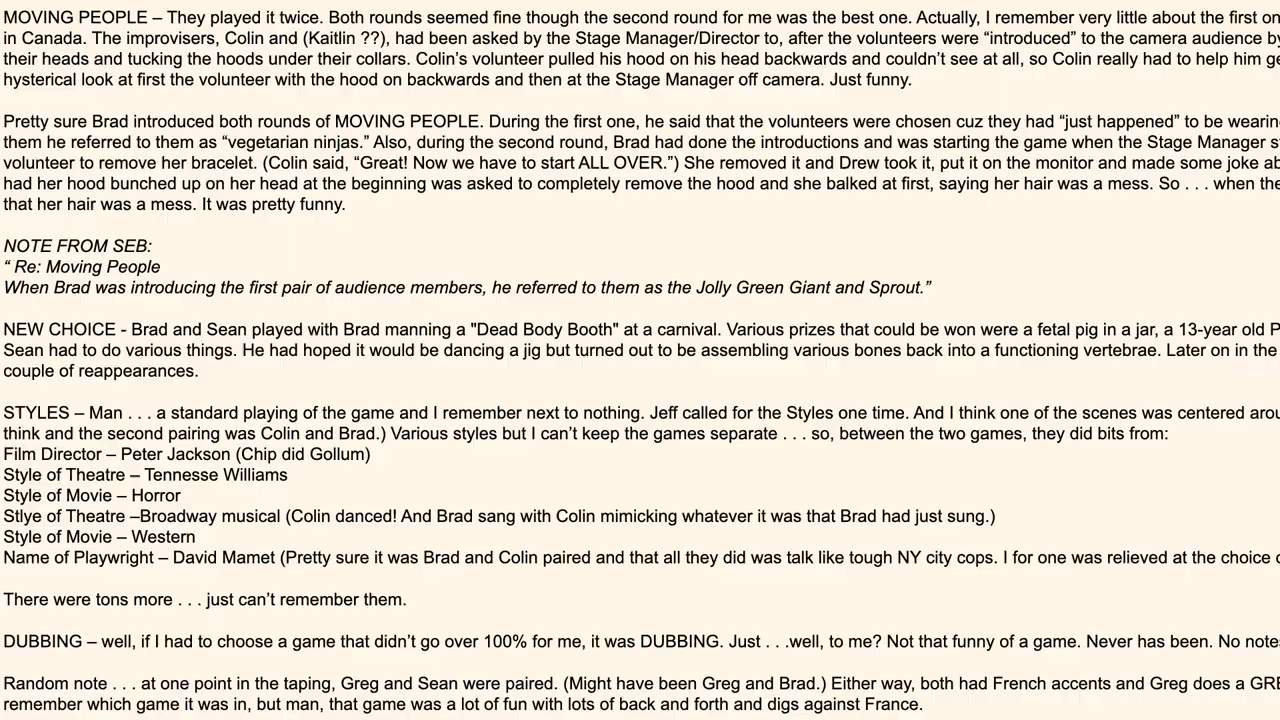 MOVING PEOPLE – They played it twice. Both rounds seemed fine though the second round for me was the best one. Actually, I remember very little about the first on
in Canada. The improvisers, Colin and (Kaitlin ??), had been asked by the Stage Manager/Director to, after the volunteers were “introduced” to the camera audience by
their heads and tucking the hoods under their collars. Colin’s volunteer pulled his hood on his head backwards and couldn’t see at all, so Colin really had to help him ge
hysterical look at first the volunteer with the hood on backwards and then at the Stage Manager off camera. Just funny.
Pretty sure Brad introduced both rounds of MOVING PEOPLE. During the first one, he said that the volunteers were chosen cuz they had “just happened” to be wearin
them he referred to them as “vegetarian ninjas.” Also, during the second round, Brad had done the introductions and was starting the game when the Stage Manager s
volunteer to remove her bracelet. (Colin said, “Great! Now we have to start ALL OVER.”) She removed it and Drew took it, put it on the monitor and made some joke ab
had her hood bunched up on her head at the beginning was asked to completely remove the hood and she balked at first, saying her hair was a mess. So . . . when the
that her hair was a mess. It was pretty funny.
NOTE FROM SEB:
“ Re: Moving People
When Brad was introducing the first pair of audience members, he referred to them as the Jolly Green Giant and Sprout.”
NEW CHOICE - Brad and Sean played with Brad manning a "Dead Body Booth" at a carnival. Various prizes that could be won were a fetal pig in a jar, a 13-year old P
Sean had to do various things. He had hoped it would be dancing a jig but turned out to be assembling various bones back into a functioning vertebrae. Later on in the
couple of reappearances.
STYLES – Man . . . a standard playing of the game and I remember next to nothing. Jeff called for the Styles one time. And I think one of the scenes was centered arou
think and the second pairing was Colin and Brad.) Various styles but I can’t keep the games separate . . . so, between the two games, they did bits from:
Film Director – Peter Jackson (Chip did Gollum)
Style of Theatre – Tennesse Williams
Style of Movie – Horror
Stlye of Theatre –Broadway musical (Colin danced! And Brad sang with Colin mimicking whatever it was that Brad had just sung.)
Style of Movie – Western
Name of Playwright – David Mamet (Pretty sure it was Brad and Colin paired and that all they did was talk like tough NY city cops. I for one was relieved at the choice o
There were tons more . . . just can’t remember them.
DUBBING – well, if I had to choose a game that didn’t go over 100% for me, it was DUBBING. Just . . .well, to me? Not that funny of a game. Never has been. No note
Random note . . . at one point in the taping, Greg and Sean were paired. (Might have been Greg and Brad.) Either way, both had French accents and Greg does a GRE
remember which game it was in, but man, that game was a lot of fun with lots of back and forth and digs against France.